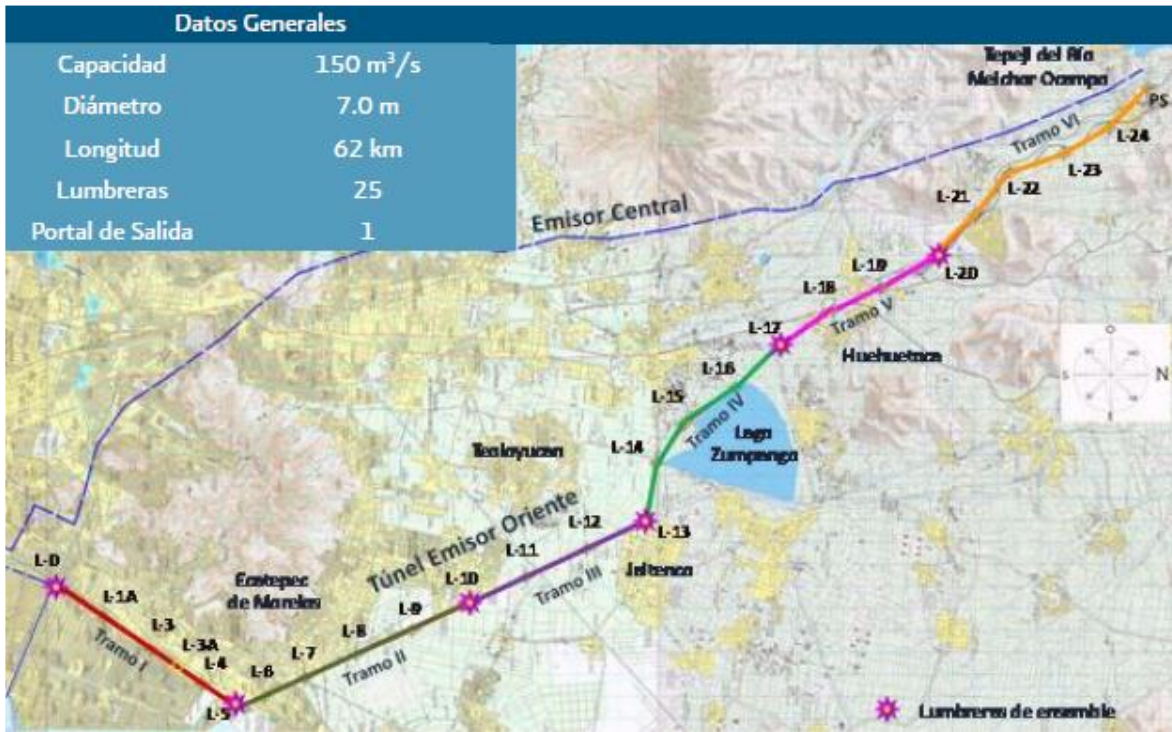 Datos Generales
Capacidad 150 m³/s
Diámetro 7.0 m
Longitud 62 km
Lumbreras 25
Portal de Salida 1
Tepeji del Río
Melchor Ocampo
PS
Tramo VI
L-24
L-23
L-22
L-21
Emisor Central
L-20
L-19
L-18
Tramo V
L-17
Huehuetoca
N
S
L-16
L-15
Tramo IV
Lago
Zumpango
L-14
Teoloyucan
Túnel Emisor Oriente
L-13
L-12
L-11
Tramo III
Jaltenco
L-10
L-9
L-8
L-7
Tramo II
L-6
Ecatepec
de Morelos
L-0
L-1A
L-3
L-3A
L-4
Tramo I
L-5
Lumbreras de ensamble